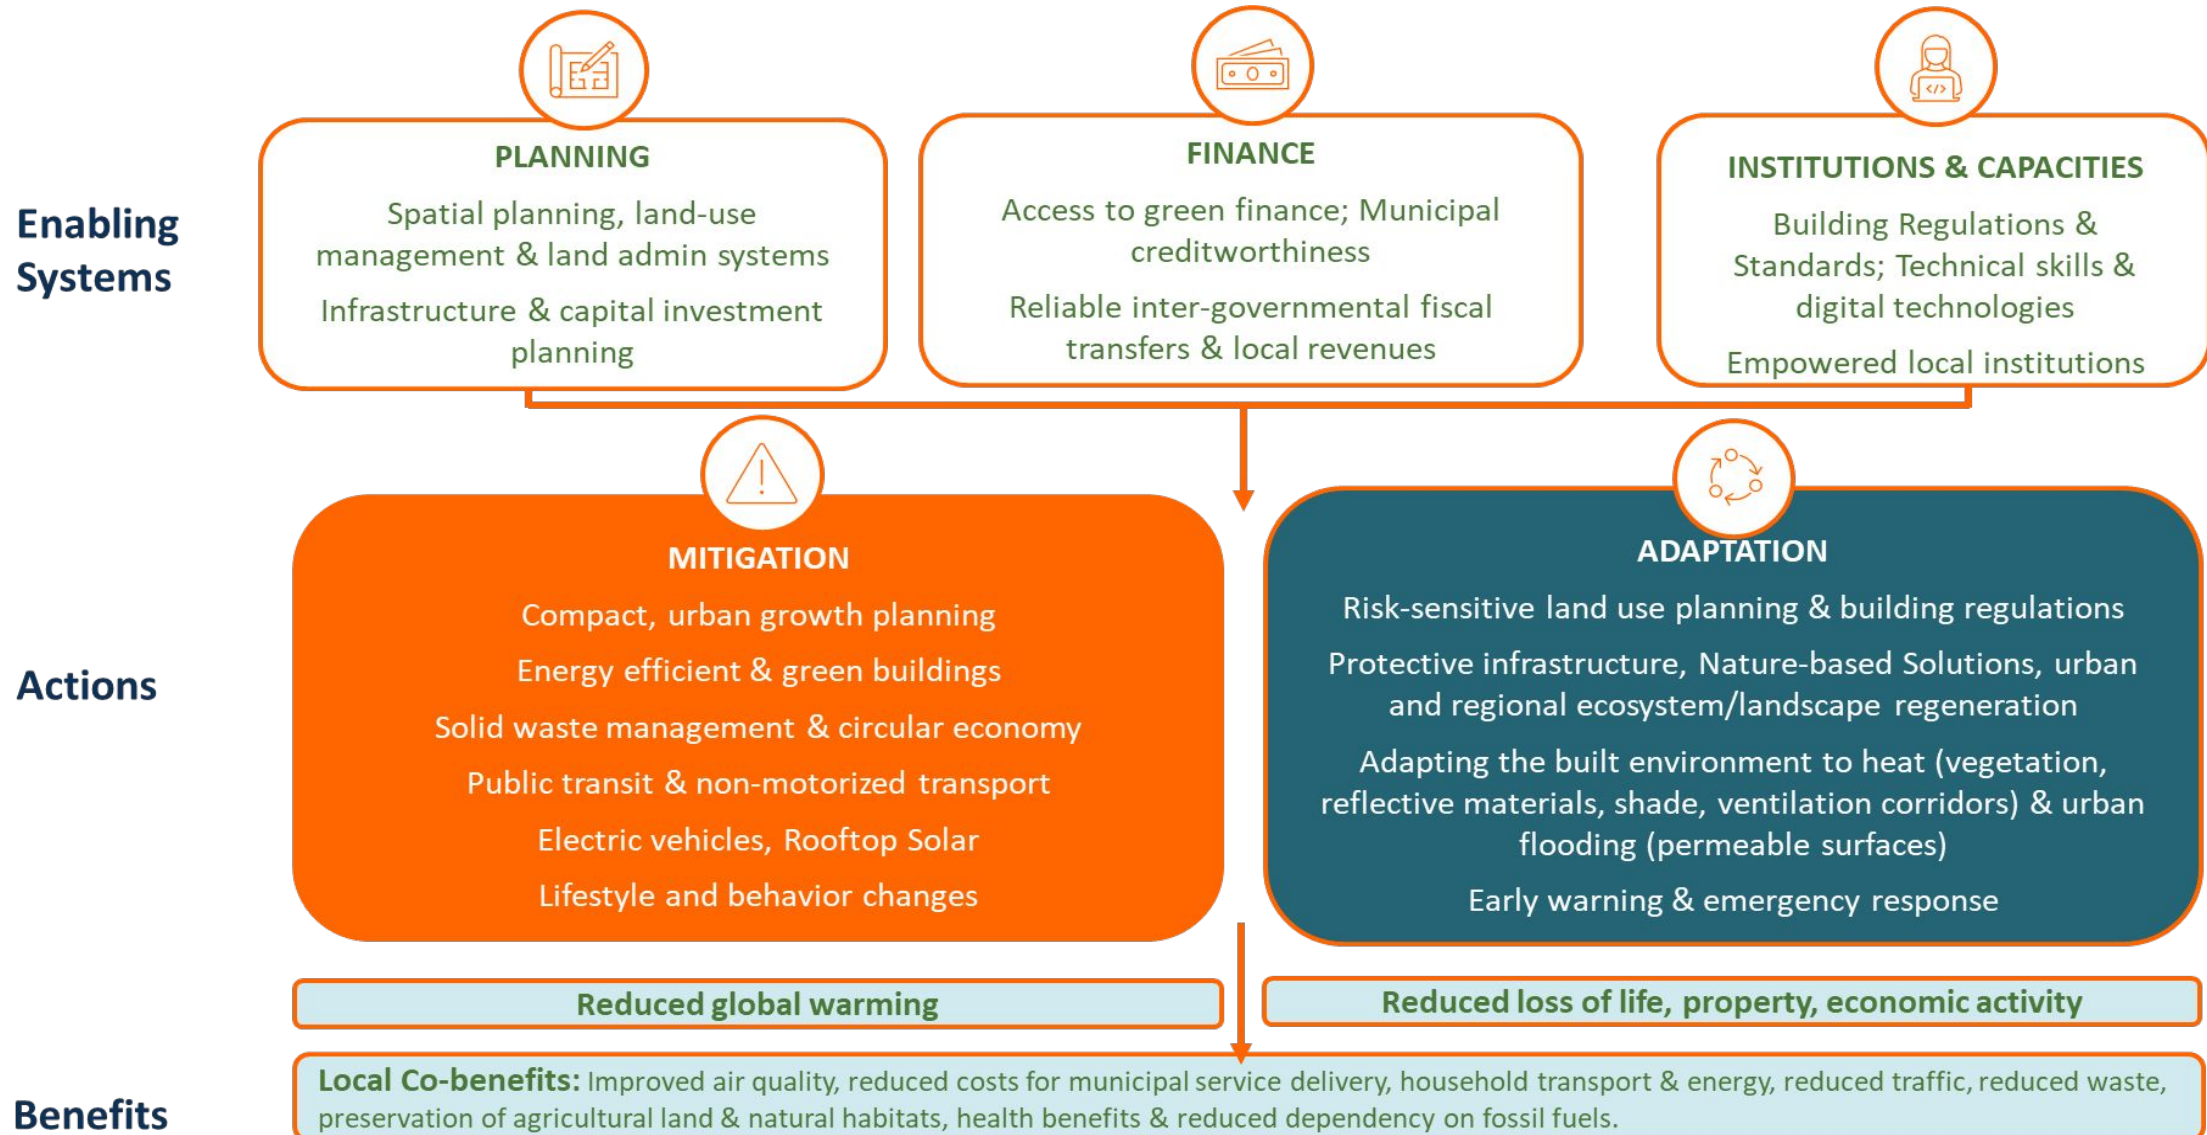 PLANNING
Spatial planning, land-use
management & land admin systems
Infrastructure & capital investment
planning
FINANCE
Access to green finance; Municipal
creditworthiness
Reliable inter-governmental fiscal
transfers & local revenues
INSTITUTIONS & CAPACITIES
Building Regulations &
Standards; Technical skills &
digital technologies
Empowered local institutions
Enabling
Systems
MITIGATION
Compact, urban growth planning
Energy efficient & green buildings
Solid waste management & circular economy
Public transit & non-motorized transport
Electric vehicles, Rooftop Solar
Lifestyle and behavior changes
ADAPTATION
Risk-sensitive land use planning & building regulations
Protective infrastructure, Nature-based Solutions, urban
and regional ecosystem/landscape regeneration
Adapting the built environment to heat (vegetation,
reflective materials, shade, ventilation corridors) & urban
flooding (permeable surfaces)
Early warning & emergency response
Actions
Reduced global warming
Reduced loss of life, property, economic activity
Local Co-benefits: Improved air quality, reduced costs for municipal service delivery, household transport & energy, reduced traffic, reduced waste,
preservation of agricultural land & natural habitats, health benefits & reduced dependency on fossil fuels.
Benefits